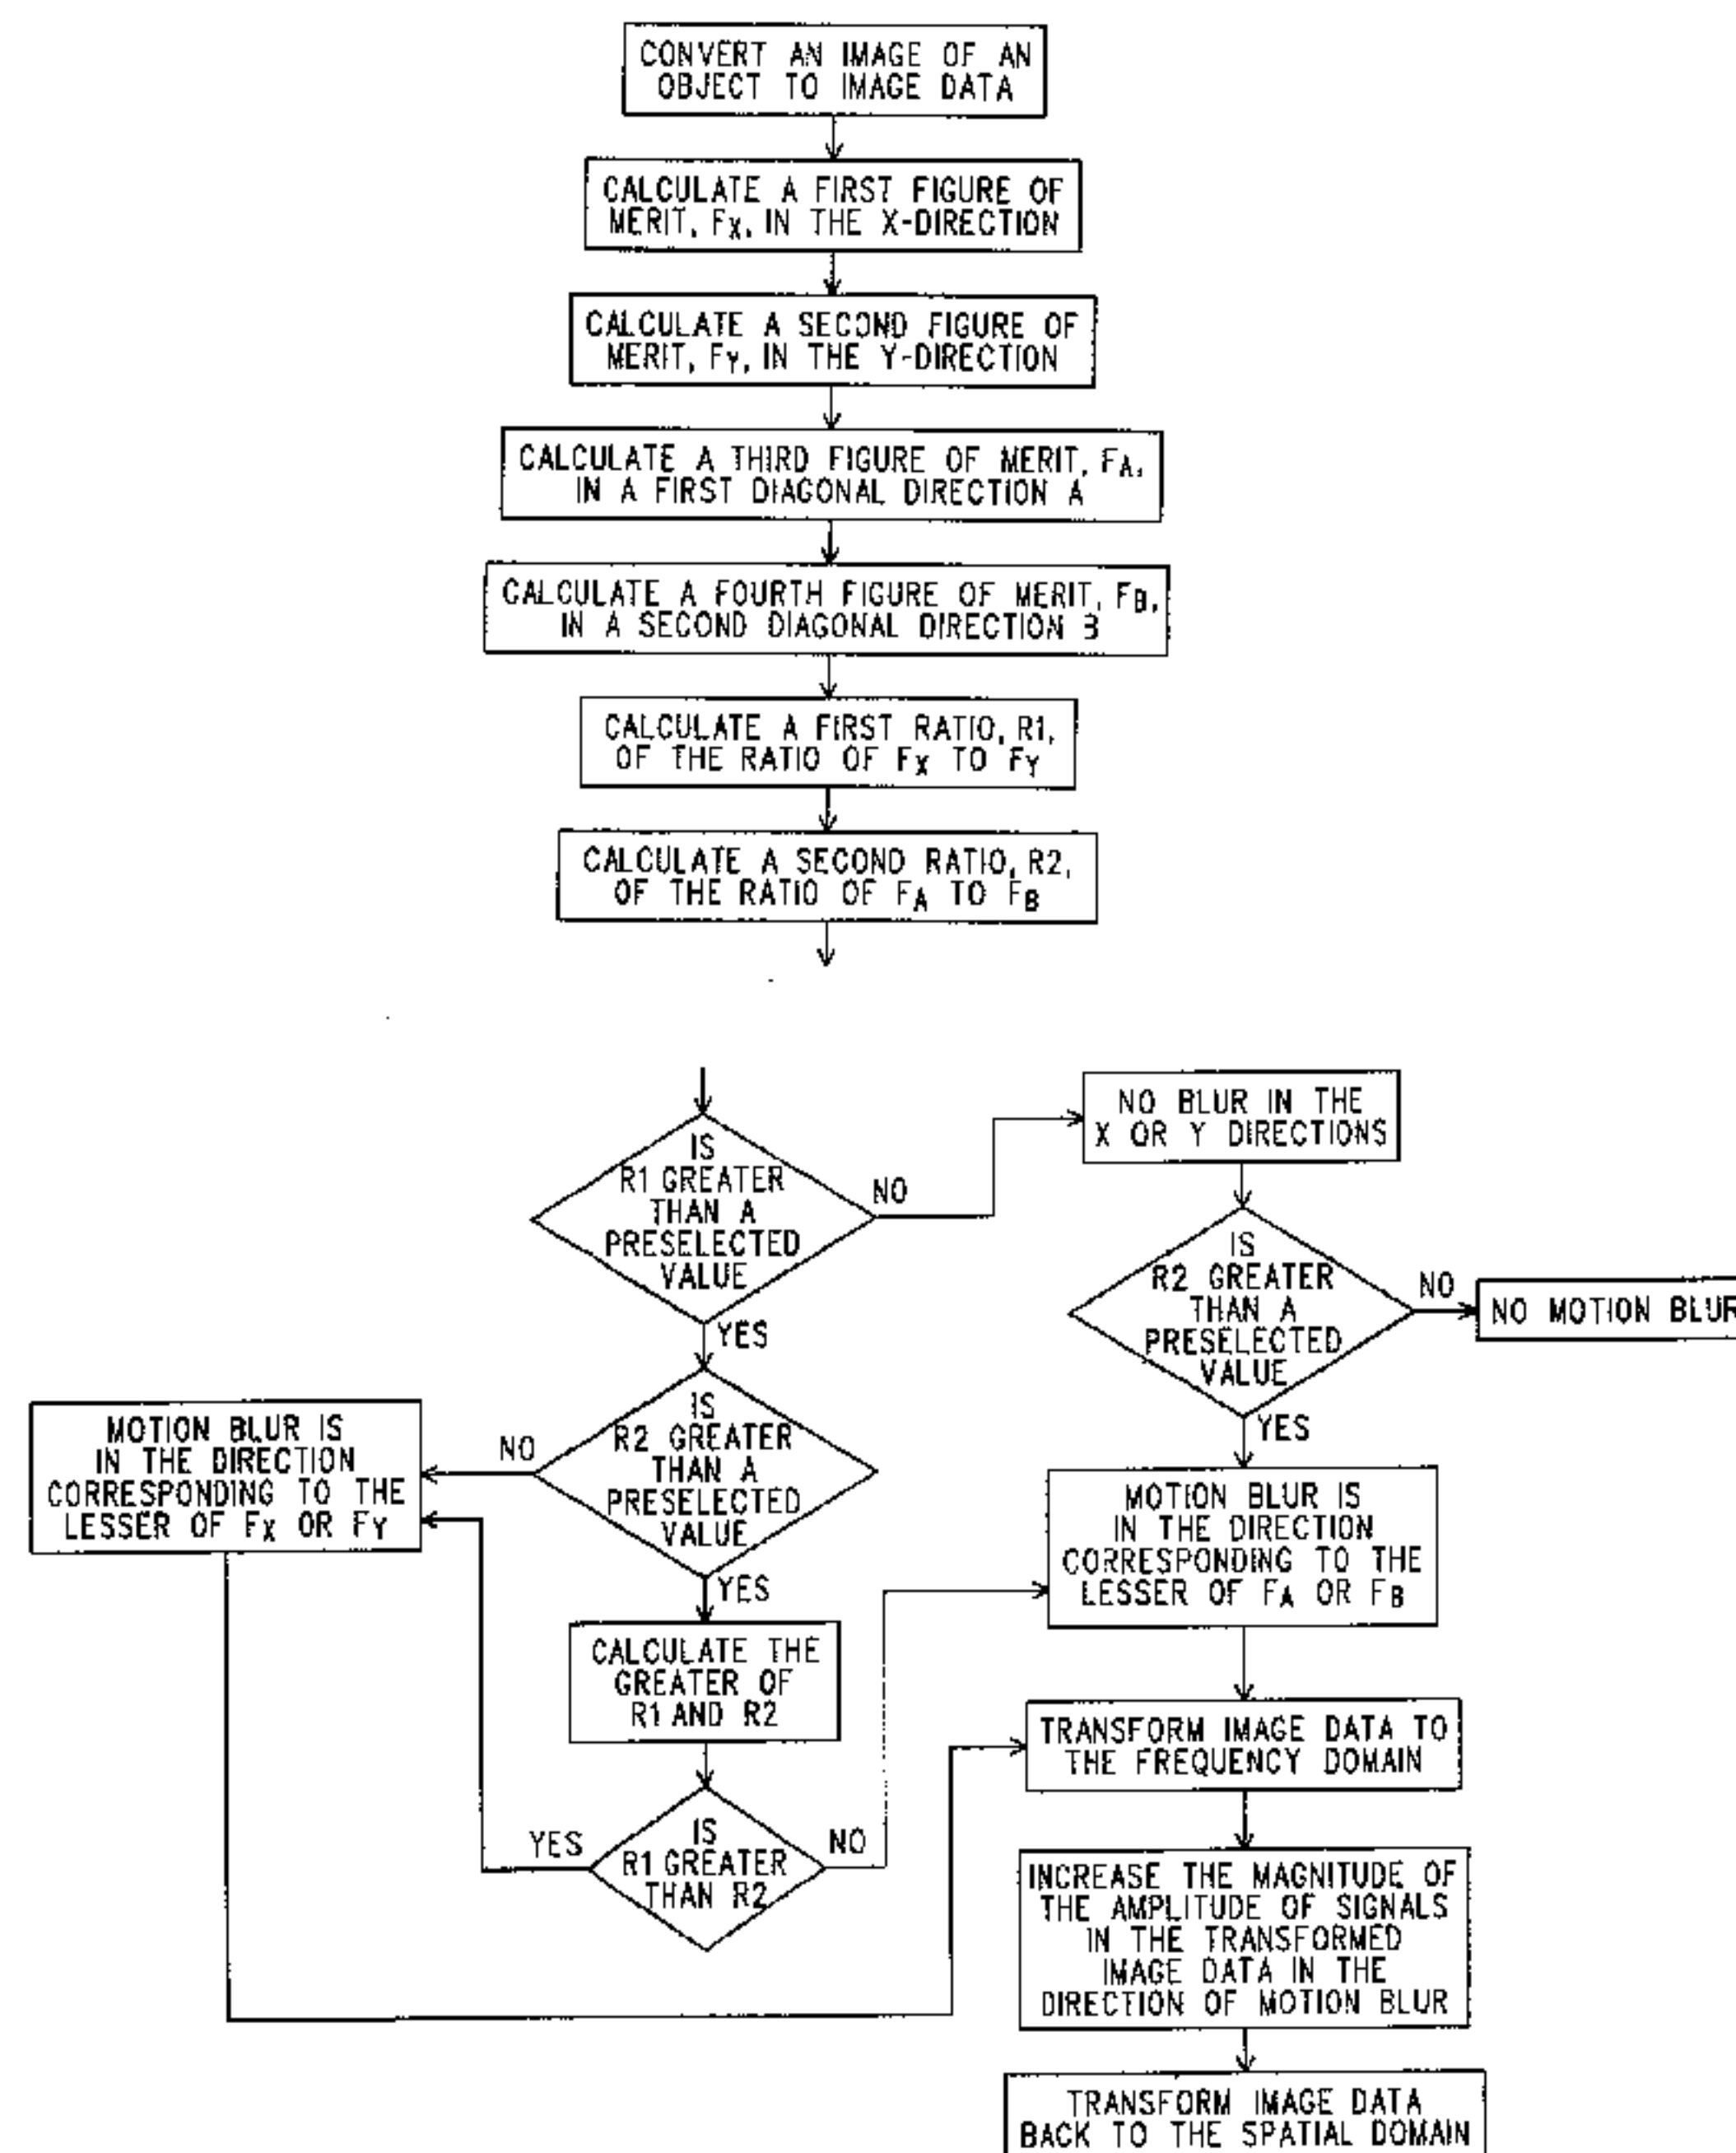 CONVERT AN IMAGE OF AN
OBJECT TO IMAGE DATA
CALCULATE A FIRST FIGURE OF
MERIT, FX, IN THE X-DIRECTION
CALCULATE A SECOND FIGURE OF
MERIT, FY, IN THE Y-DIRECTION
CALCULATE A THIRD FIGURE OF MERIT, FA,
IN A FIRST DIAGONAL DIRECTION A
CALCULATE A FOURTH FIGURE OF MERIT, FB,
IN A SECOND DIAGONAL DIRECTION B
CALCULATE A FIRST RATIO, R1,
OF THE RATIO OF FX TO FY
CALCULATE A SECOND RATIO, R2,
OF THE RATIO OF FA TO FB
IS
R1 GREATER
THAN A
PRESELECTED
VALUE
NO
YES
NO BLUR IN THE
X OR Y DIRECTIONS
IS
R2 GREATER
THAN A
PRESELECTED
VALUE
NO
NO MOTION BLUR
YES
IS
R2 GREATER
THAN A
PRESELECTED
VALUE
NO
YES
MOTION BLUR IS
IN THE DIRECTION
CORRESPONDING TO THE
LESSER OF FX OR FY
MOTION BLUR IS
IN THE DIRECTION
CORRESPONDING TO THE
LESSER OF FA OR FB
CALCULATE THE
GREATER OF
R1 AND R2
IS
R1 GREATER
THAN R2
YES
NO
TRANSFORM IMAGE DATA TO
THE FREQUENCY DOMAIN
INCREASE THE MAGNITUDE OF
THE AMPLITUDE OF SIGNALS
IN THE TRANSFORMED
IMAGE DATA IN THE
DIRECTION OF MOTION BLUR
TRANSFORM IMAGE DATA
BACK TO THE SPATIAL DOMAIN